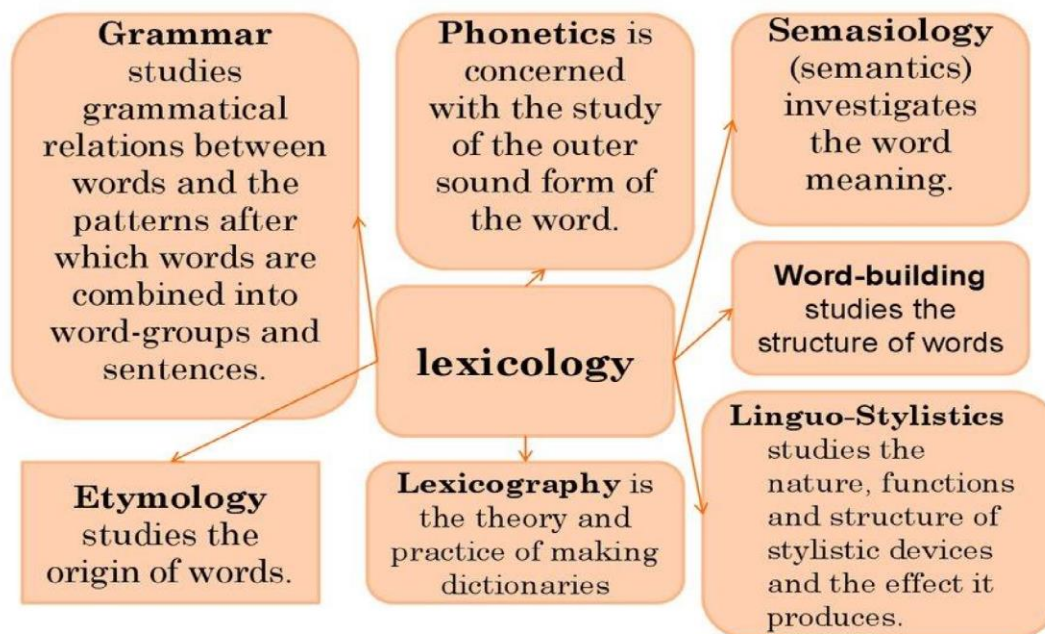 Grammar
studies
grammatical
relations between
words and the
patterns after
which words are
combined into
word-groups and
sentences.
Phonetics is
concerned
with the study
of the outer
sound form of
the word.
Semasiology
(semantics)
investigates
the word
meaning.
lexicology
Word-building
studies the
structure of words
Etymology
studies the
origin of words.
Lexicography is
the theory and
practice of making
dictionaries
Linguo-Stylistics
studies the
nature, functions
and structure of
stylistic devices
and the effect it
produces.